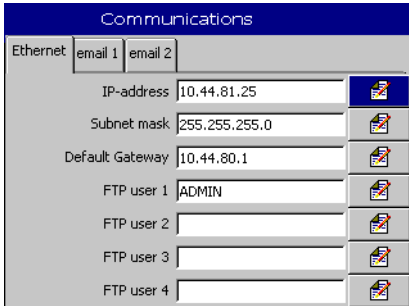 Communications
Ethernet email 1 email 2
IP-address 10.44.81.25
Subnet mask 255.255.255.0
Default Gateway 10.44.80.1
FTP user 1 ADMIN
FTP user 2
FTP user 3
FTP user 4